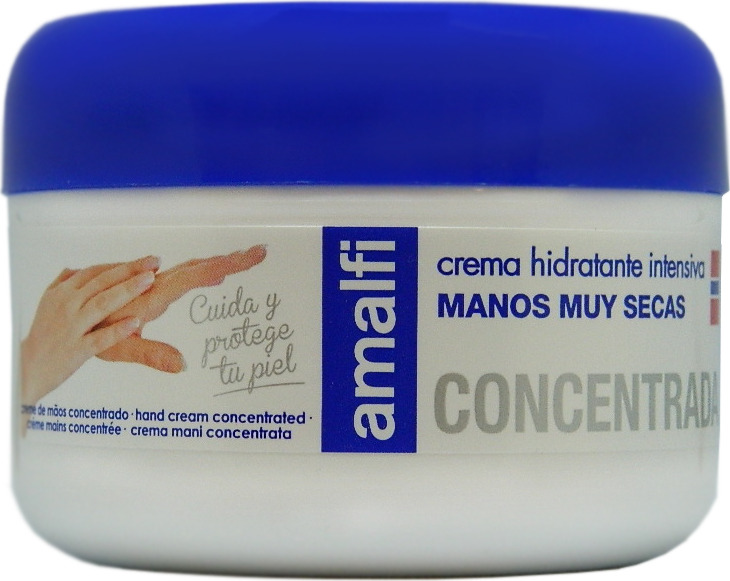 Cuida y
protege
tu piel
creme de mãos concentrado · hand cream concentrated ·
crème mains concentrée · crema mani concentrata
amalfi
crema hidratante intensiva
MANOS MUY SECAS
CONCENTRADA